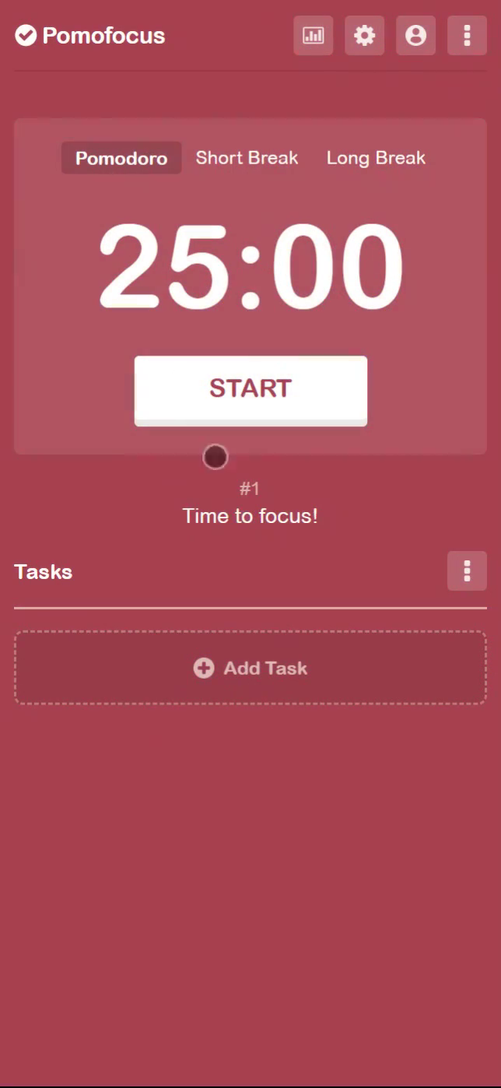 Pomofocus
Pomodoro Short Break Long Break
25:00
START
#1
Time to focus!
Tasks
Add Task